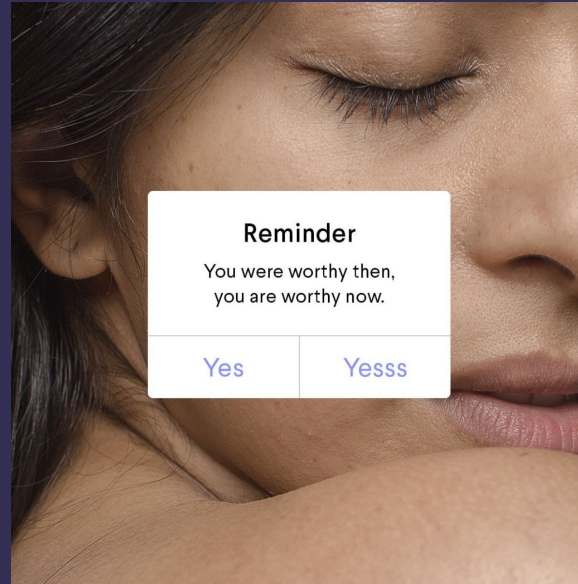 Reminder
You were worthy then,
you are worthy now.
Yes
Yesss